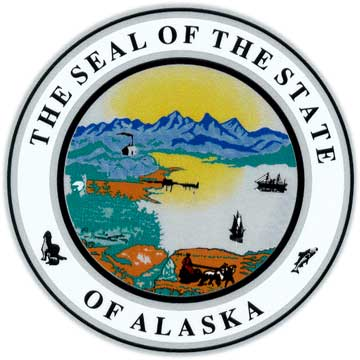 THE SEAL OF THE STATE
OF ALASKA